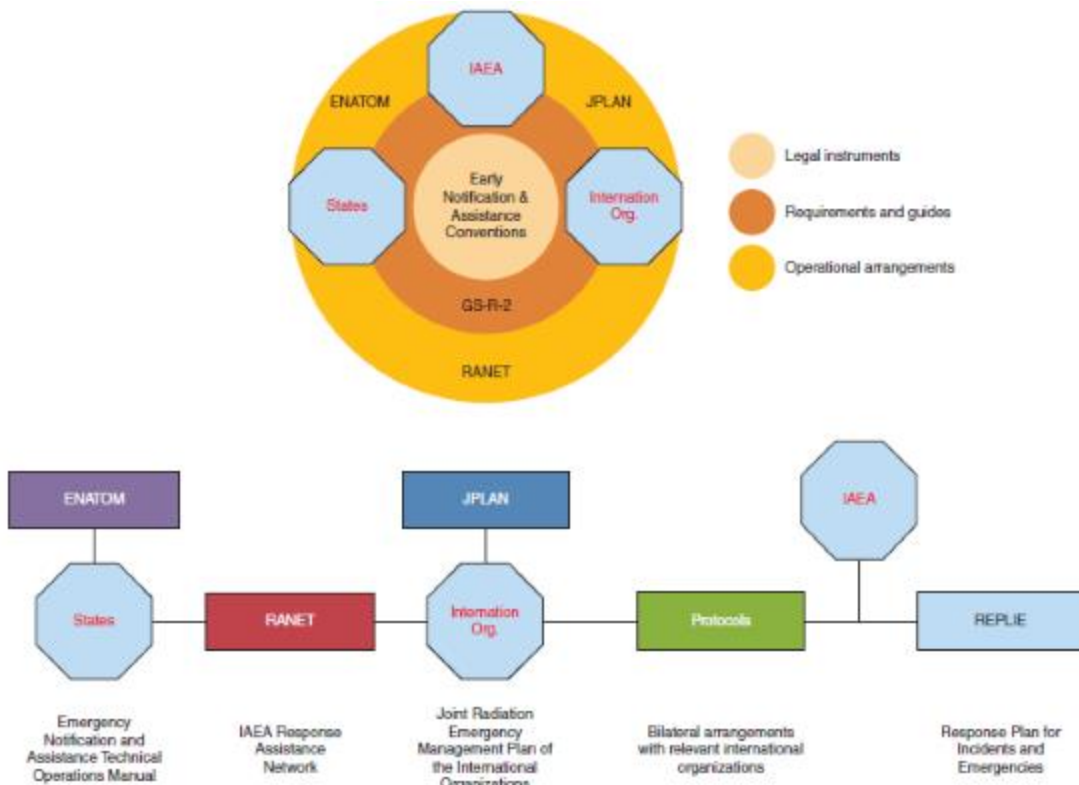 IAEA
ENATOM
JPLAN
States
Early
Notification &
Assistance
Conventions
Internation
Org.
GS-R-2
RANET
Legal instruments
Requirements and guides
Operational arrangements
ENATOM
JPLAN
IAEA
States
RANET
Internation
Org.
Protocols
REPLIE
Emergency
Notification and
Assistance Technical
Operations Manual
IAEA Response
Assistance
Network
Joint Radiation
Emergency
Management Plan of
the International
Organizations
Bilateral arrangements
with relevant international
organizations
Response Plan for
Incidents and
Emergencies